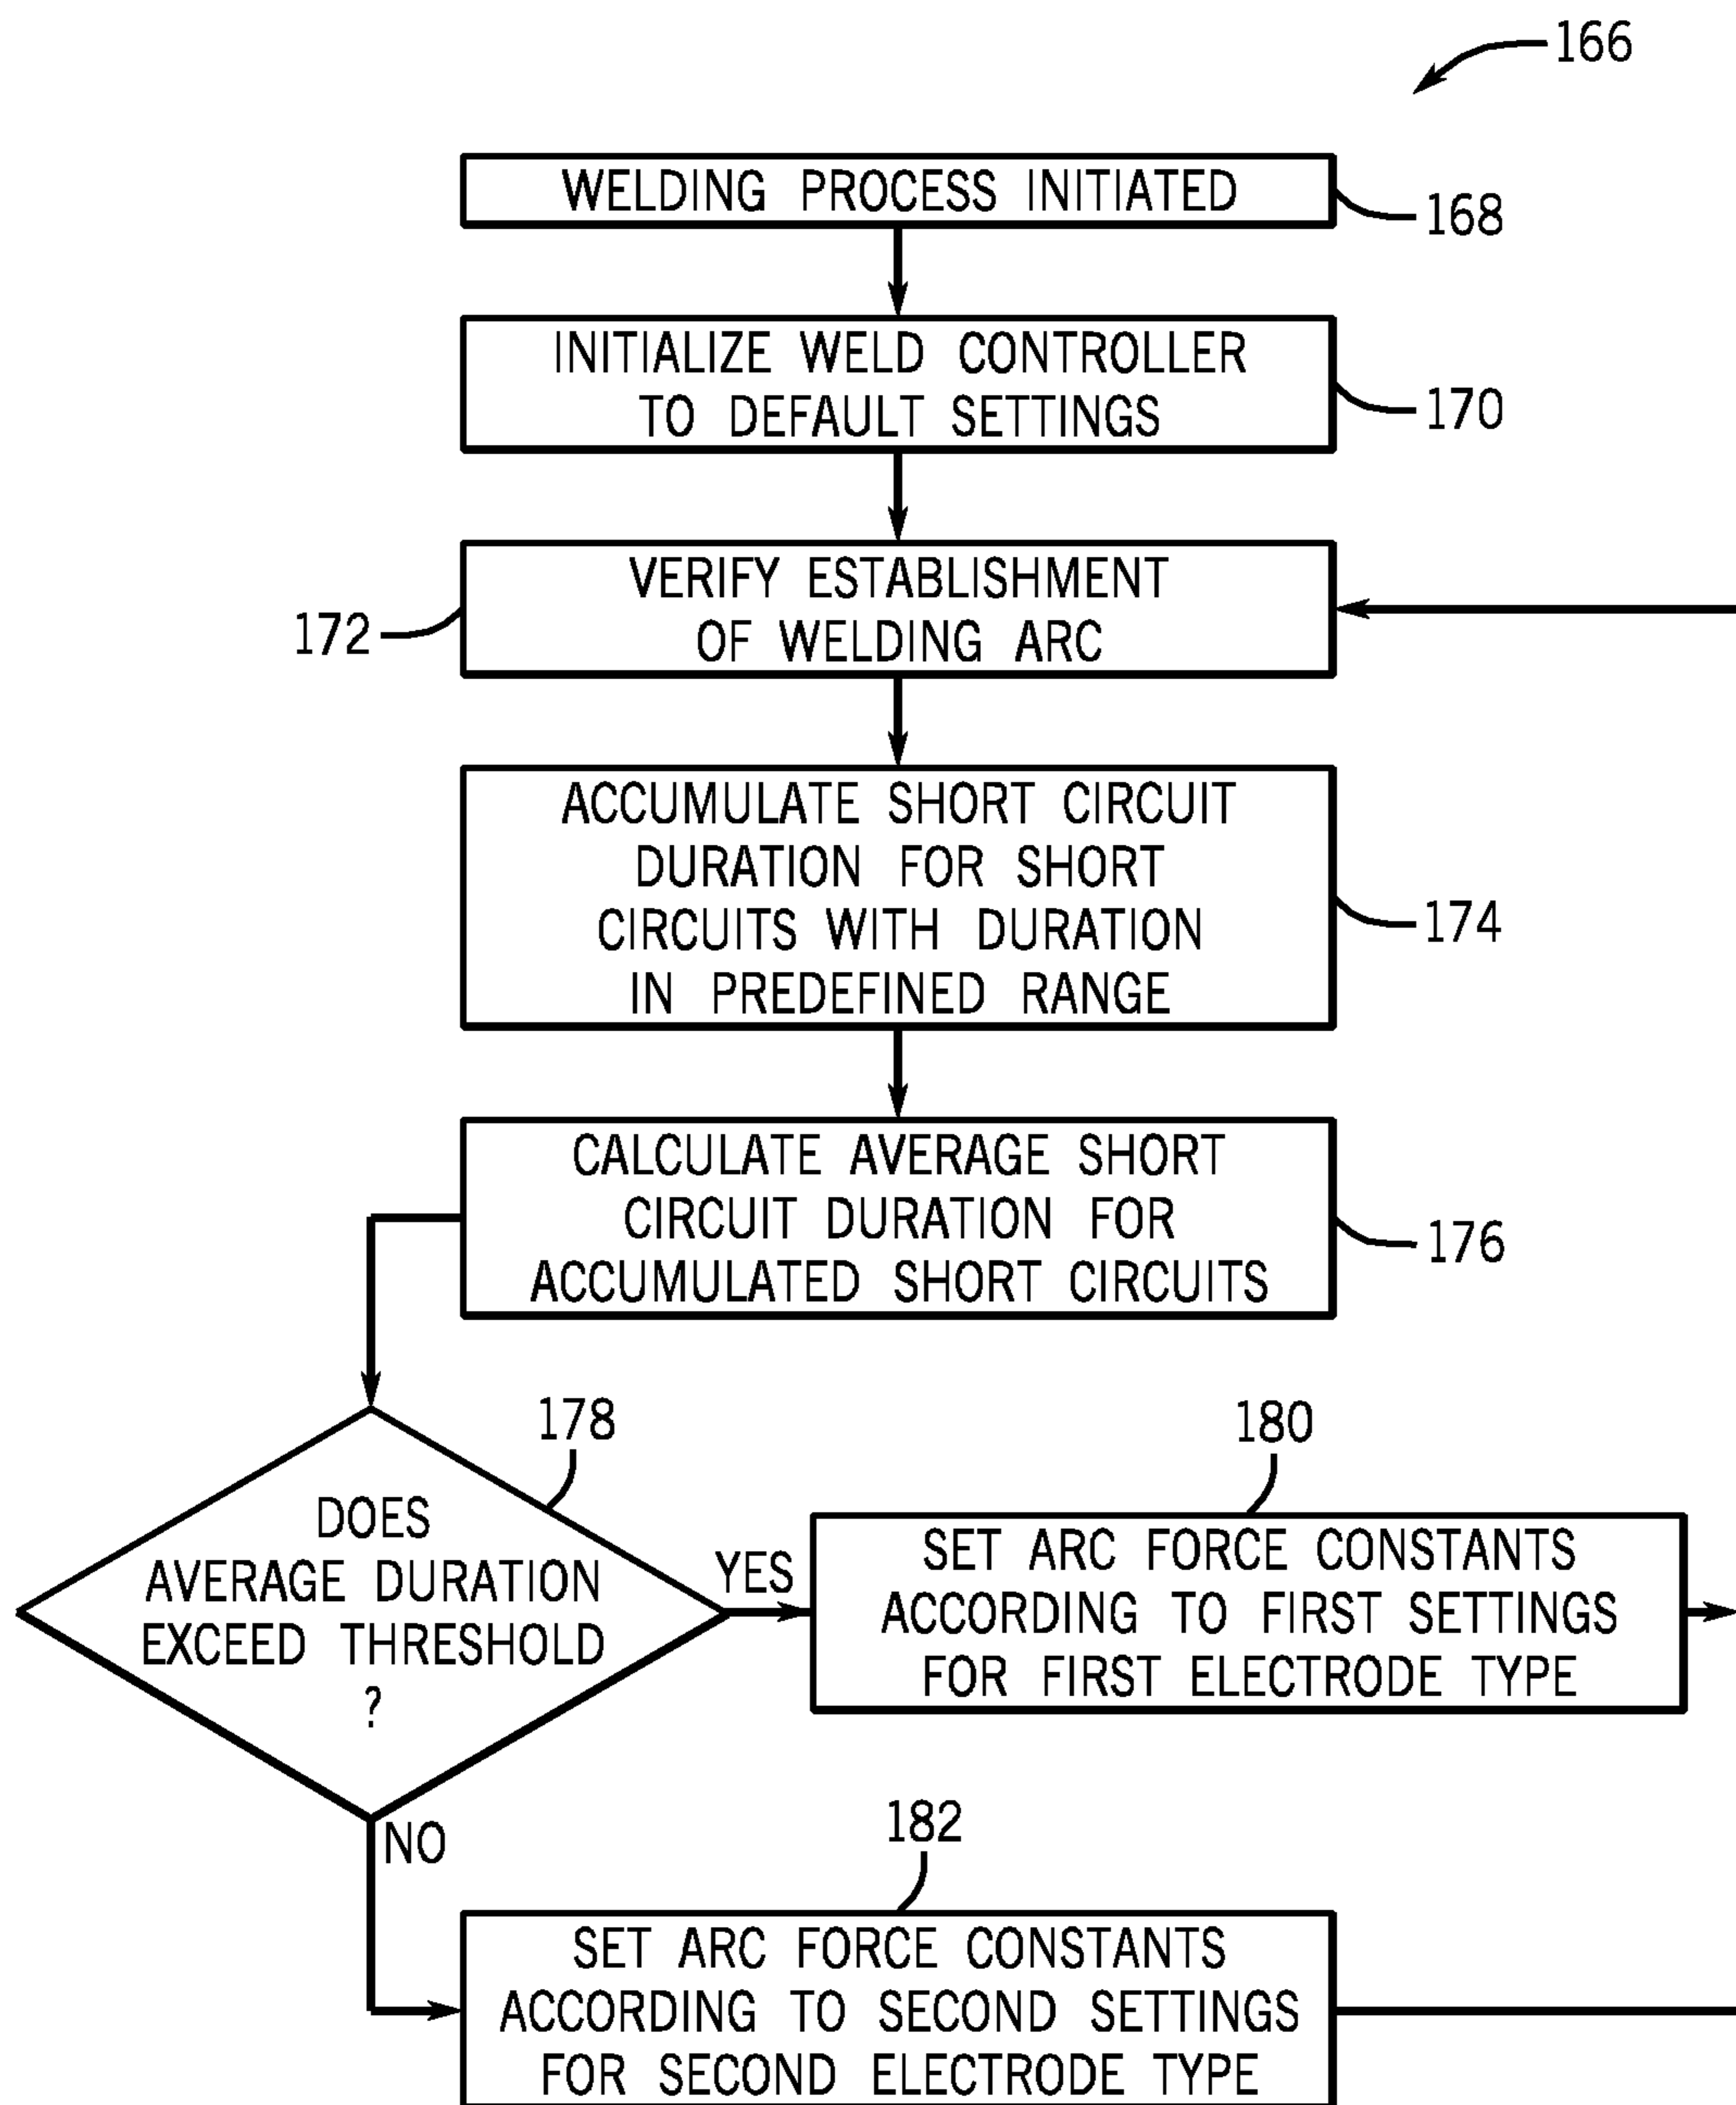 166
WELDING PROCESS INITIATED
168
INITIALIZE WELD CONTROLLER
TO DEFAULT SETTINGS
170
VERIFY ESTABLISHMENT
OF WELDING ARC
172
ACCUMULATE SHORT CIRCUIT
DURATION FOR SHORT
CIRCUITS WITH DURATION
IN PREDEFINED RANGE
174
CALCULATE AVERAGE SHORT
CIRCUIT DURATION FOR
ACCUMULATED SHORT CIRCUITS
176
178
DOES
AVERAGE DURATION
EXCEED THRESHOLD
?
YES
180
SET ARC FORCE CONSTANTS
ACCORDING TO FIRST SETTINGS
FOR FIRST ELECTRODE TYPE
NO
182
SET ARC FORCE CONSTANTS
ACCORDING TO SECOND SETTINGS
FOR SECOND ELECTRODE TYPE